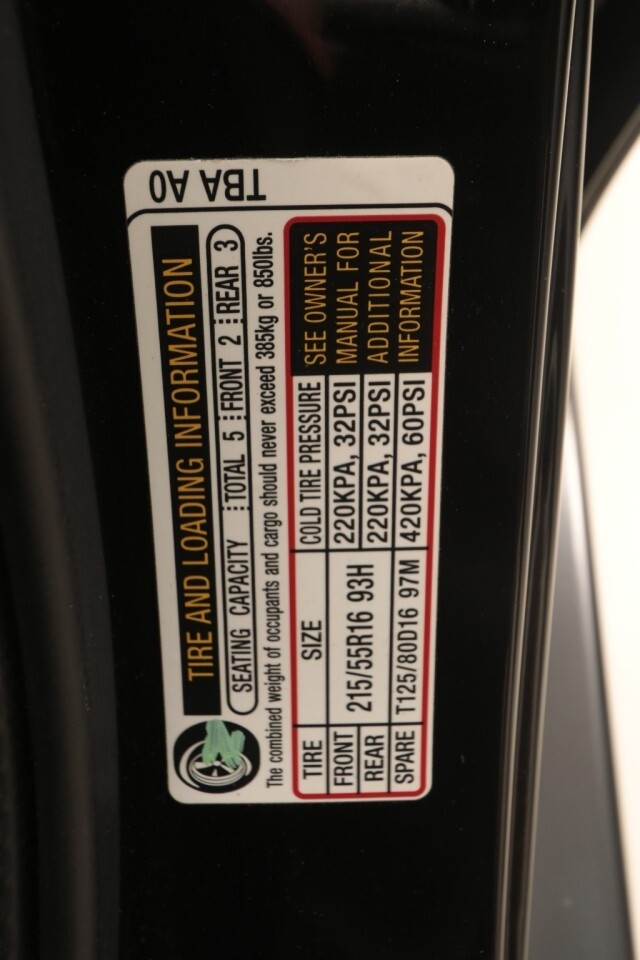 TBA A0
TIRE AND LOADING INFORMATION
SEATING CAPACITY TOTAL 5 FRONT 2 REAR 3
The combined weight of occupants and cargo should never exceed 385kg or 850lbs.
TIRE SIZE COLD TIRE PRESSURE SEE OWNER'S
FRONT 215/55R16 93H 220KPA, 32PSI MANUAL FOR
REAR 220KPA, 32PSI ADDITIONAL
SPARE T125/80D16 97M 420KPA, 60PSI INFORMATION